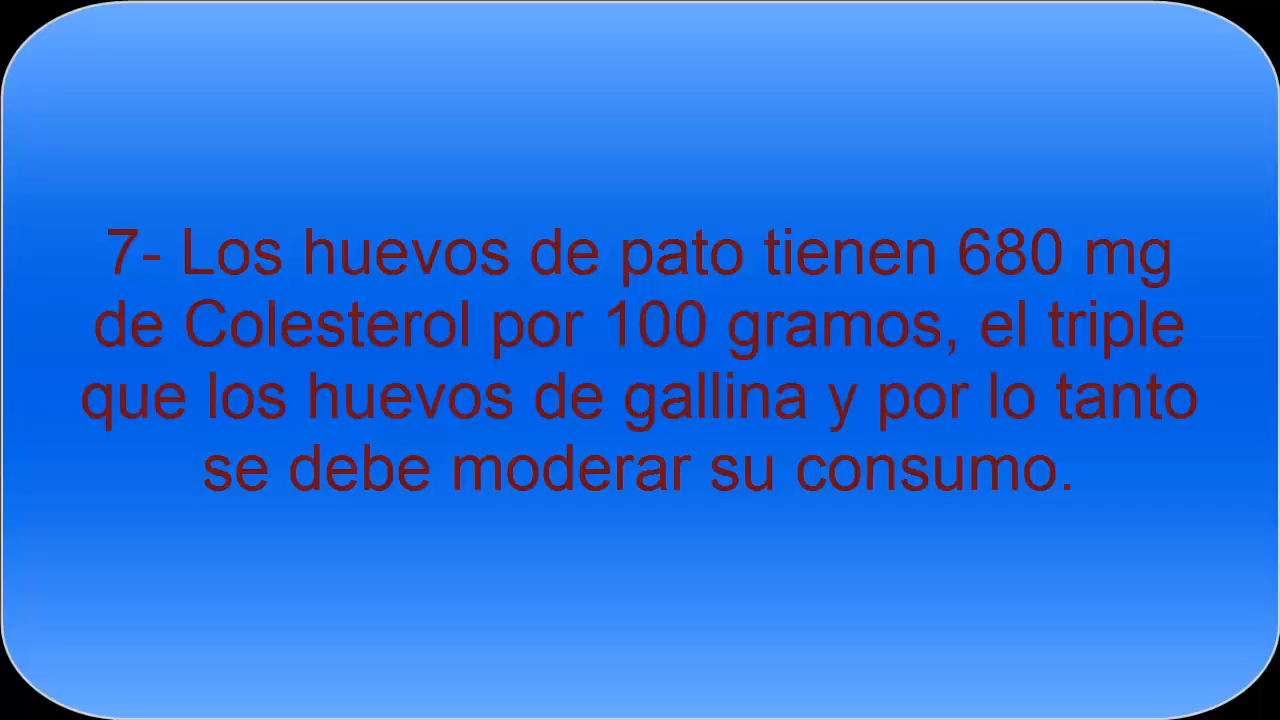 7- Los huevos de pato tienen 680 mg
de Colesterol por 100 gramos, el triple
que los huevos de gallina y por lo tanto
se debe moderar su consumo.